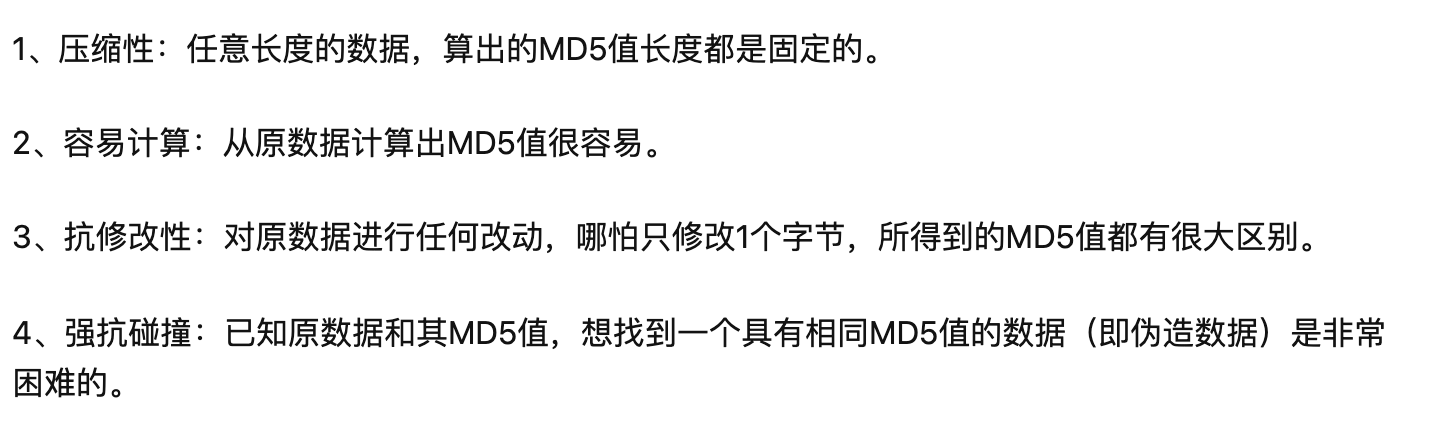 1、压缩性：任意长度的数据，算出的MD5值长度都是固定的。
2、容易计算：从原数据计算出MD5值很容易。
3、抗修改性：对原数据进行任何改动，哪怕只修改1个字节，所得到的MD5值都有很大区别。
4、强抗碰撞：已知原数据和其MD5值，想找到一个具有相同MD5值的数据（即伪造数据）是非常
困难的。